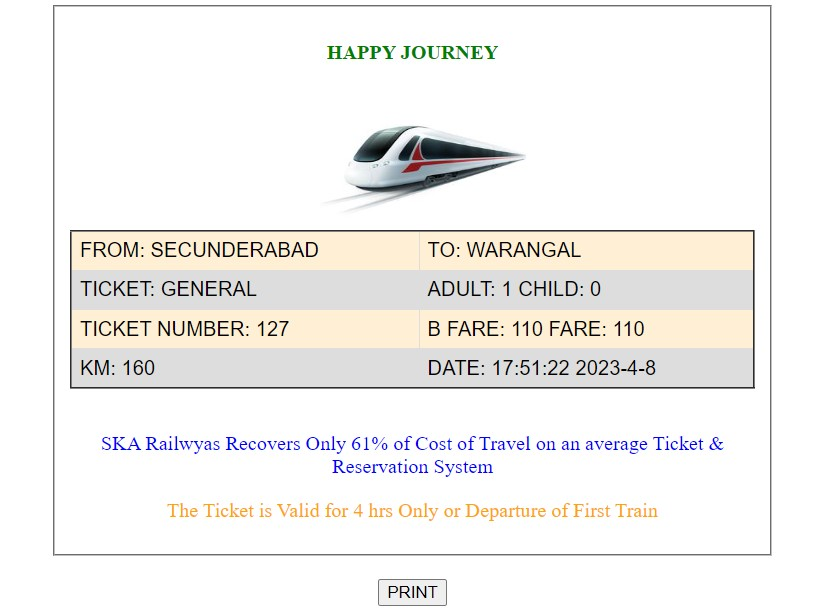 HAPPY JOURNEY
FROM: SECUNDERABAD TO: WARANGAL
TICKET: GENERAL ADULT: 1 CHILD: 0
TICKET NUMBER: 127 B FARE: 110 FARE: 110
KM: 160 DATE: 17:51:22 2023-4-8
SKA Railwyas Recovers Only 61% of Cost of Travel on an average Ticket &
Reservation System
The Ticket is Valid for 4 hrs Only or Departure of First Train
PRINT